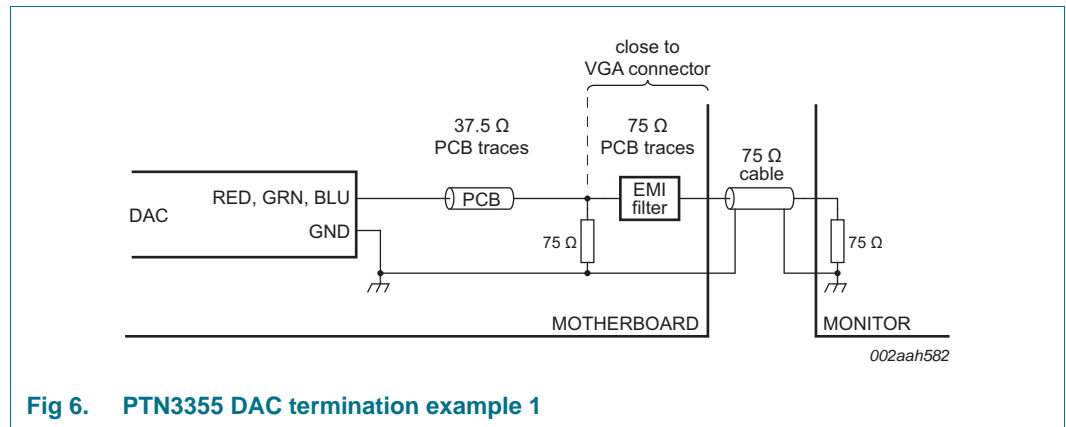 close to
VGA connector
37.5 Ω
PCB traces
75 Ω
PCB traces
75 Ω
cable
RED, GRN, BLU
PCB
EMI
filter
DAC
GND
75 Ω
75 Ω
MOTHERBOARD
MONITOR
002aah582
Fig 6. PTN3355 DAC termination example 1